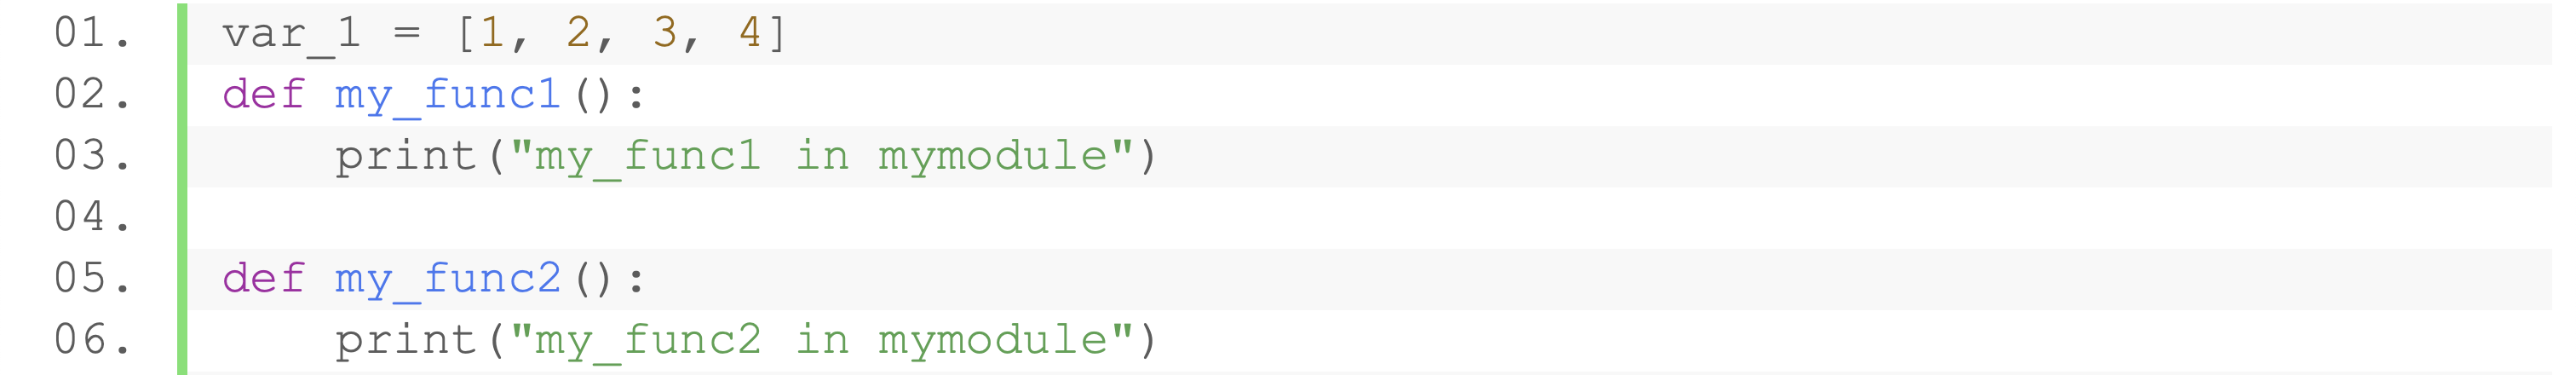 01. var_1 = [1, 2, 3, 4]
02. def my_func1():
03.     print("my_func1 in mymodule")
04.
05. def my_func2():
06.     print("my_func2 in mymodule")